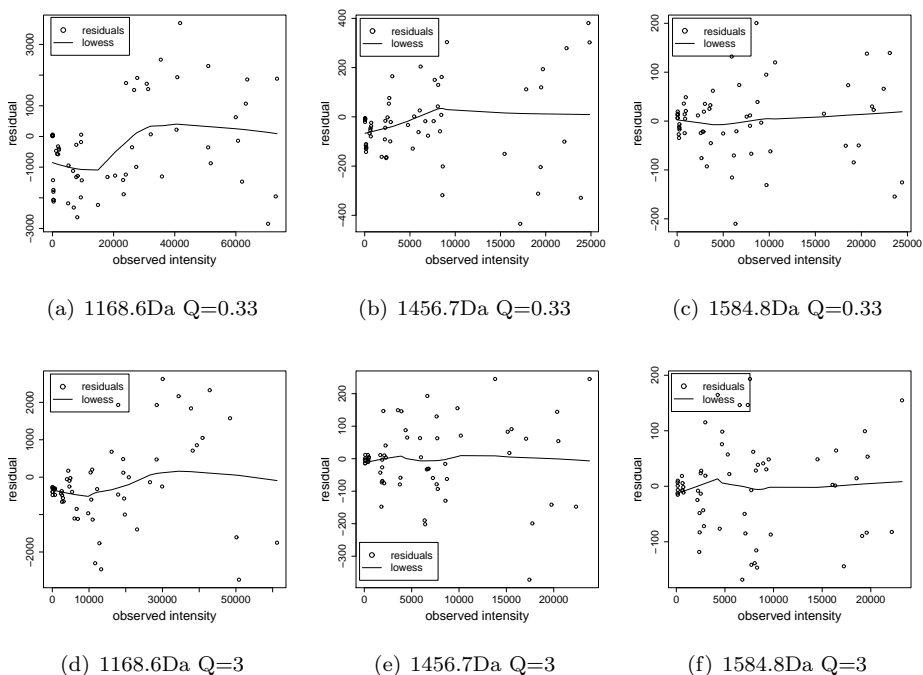 residuals
lowess
residual
3000
1000
0
−1000
−3000
0
20000
40000
60000
observed intensity
(a) 1168.6Da Q=0.33
residuals
lowess
residual
400
200
0
−200
−400
0
5000
10000
15000
20000
25000
observed intensity
(b) 1456.7Da Q=0.33
residuals
lowess
residual
200
100
0
−100
−200
0
5000
10000
15000
20000
25000
observed intensity
(c) 1584.8Da Q=0.33
residuals
lowess
residual
2000
0
−2000
0
10000
30000
50000
observed intensity
(d) 1168.6Da Q=3
residuals
lowess
residual
200
100
0
−100
−300
0
5000
10000
15000
20000
observed intensity
(e) 1456.7Da Q=3
residuals
lowess
residual
100
0
−100
0
5000
10000
15000
20000
observed intensity
(f) 1584.8Da Q=3